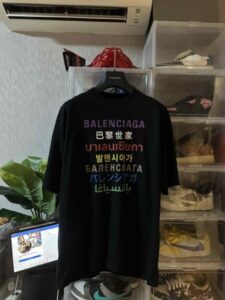 BALENCIAGA
巴黎世家
บาเลนเซียกา
발렌시아가
БАЛЕНСИАГА
バレンシアガ
بالنسياغا